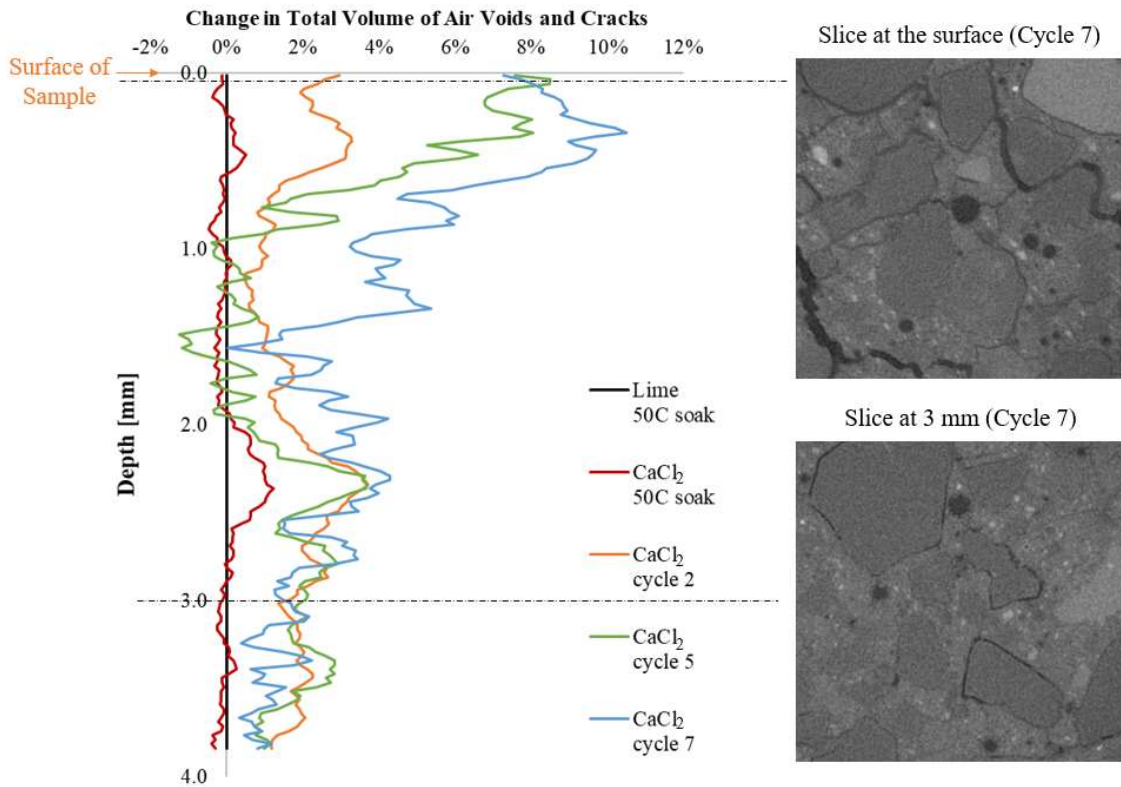 Change in Total Volume of Air Voids and Cracks
-2% 0% 2% 4% 6% 8% 10% 12%
Surface of
Sample
0.0
1.0
2.0
3.0
4.0
Depth [mm]
Lime
50C soak
CaCl₂
50C soak
CaCl₂
cycle 2
CaCl₂
cycle 5
CaCl₂
cycle 7
Slice at the surface (Cycle 7)
Slice at 3 mm (Cycle 7)